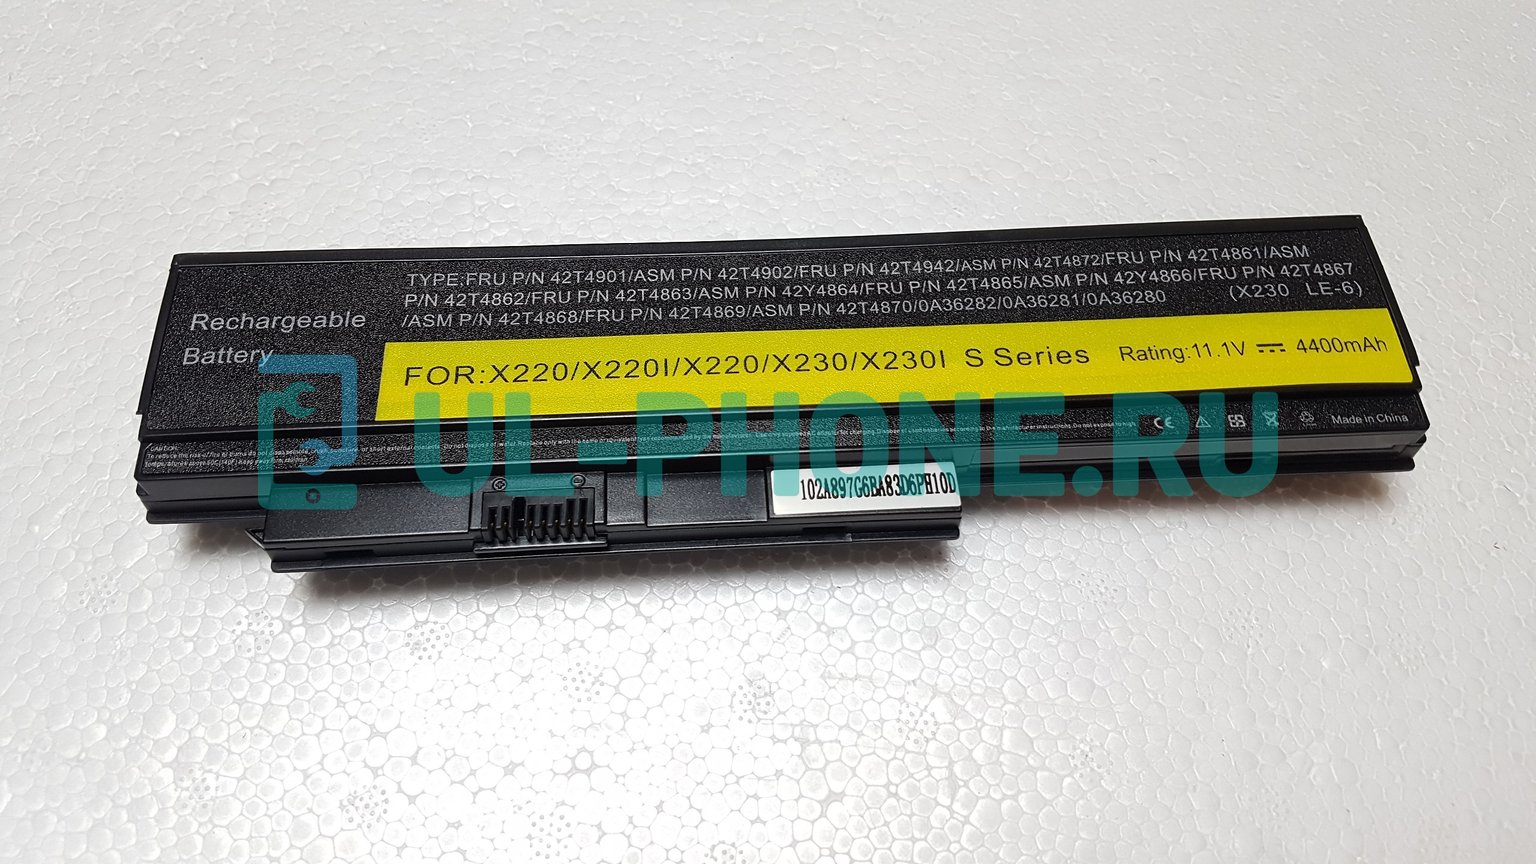 TYPE:FRU P/N 42T4901/ASM P/N 42T4902/FRU P/N 42T4942/ASM P/N 42T4872/FRU P/N 42T4861/ASM
P/N 42T4862/FRU P/N 42T4863/ASM P/N 42Y4864/FRU P/N 42T4865/ASM P/N 42Y4866/FRU P/N 42T4867
/ASM P/N 42T4868/FRU P/N 42T4869/ASM P/N 42T4870/0A36282/0A36281/0A36280 (X230 LE-6)
Rechargeable
Battery
FOR:X220/X220I/X220/X230/X230I S Series Rating:11.1V 4400mAh
UL-PHONE.RU
CE
Made in China
102A897G6BA83D6PH10D